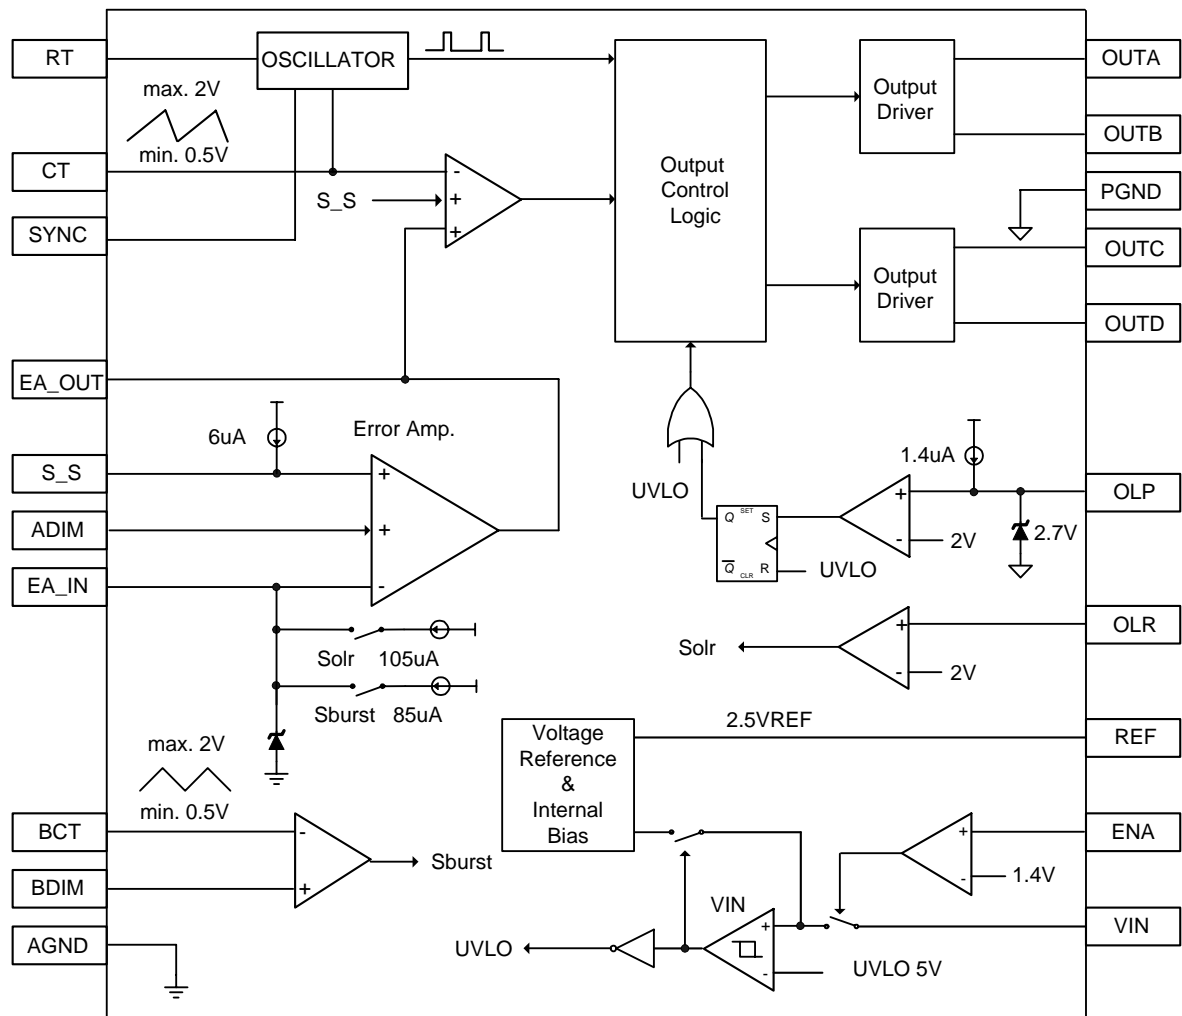 RT
OSCILLATOR
max. 2V
min. 0.5V
CT
SYNC
S_S
-
+
+
Output
Control
Logic
Output
Driver
OUTA
OUTB
PGND
Output
Driver
OUTC
OUTD
EA_OUT
6uA
Error Amp.
S_S
+
ADIM
+
EA_IN
-
Solr 105uA
Sburst 85uA
UVLO
1.4uA
OLP
+
-
2V
2.7V
Q
SET
S
Q
CLR
R
UVLO
OLR
+
-
2V
Solr
Voltage
Reference
&
Internal
Bias
2.5VREF
REF
max. 2V
min. 0.5V
BCT
-
BDIM
+
Sburst
AGND
ENA
+
-
1.4V
VIN
VIN
+
-
UVLO
UVLO 5V